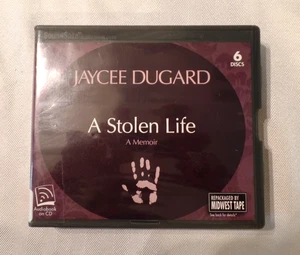 JAYCEE DUGARD
6
DISCS
A Stolen Life
A Memoir
Audiobook
on CD
REPACKAGED BY
MIDWEST TAPE